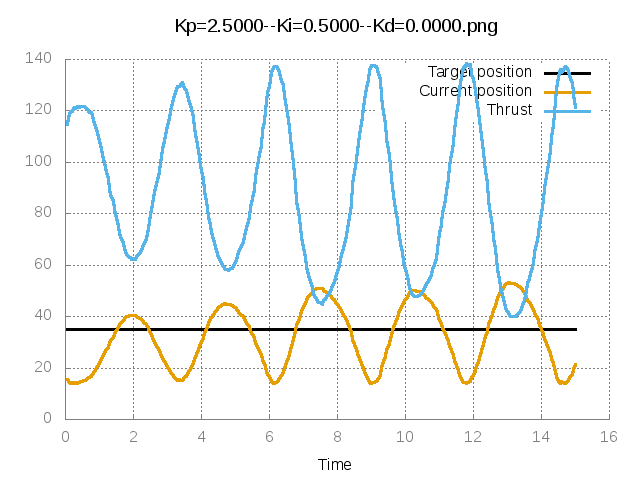 Kp=2.5000--Ki=0.5000--Kd=0.0000.png
140
120
100
80
60
40
20
0
0 2 4 6 8 10 12 14 16
Time
Target position
Current position
Thrust